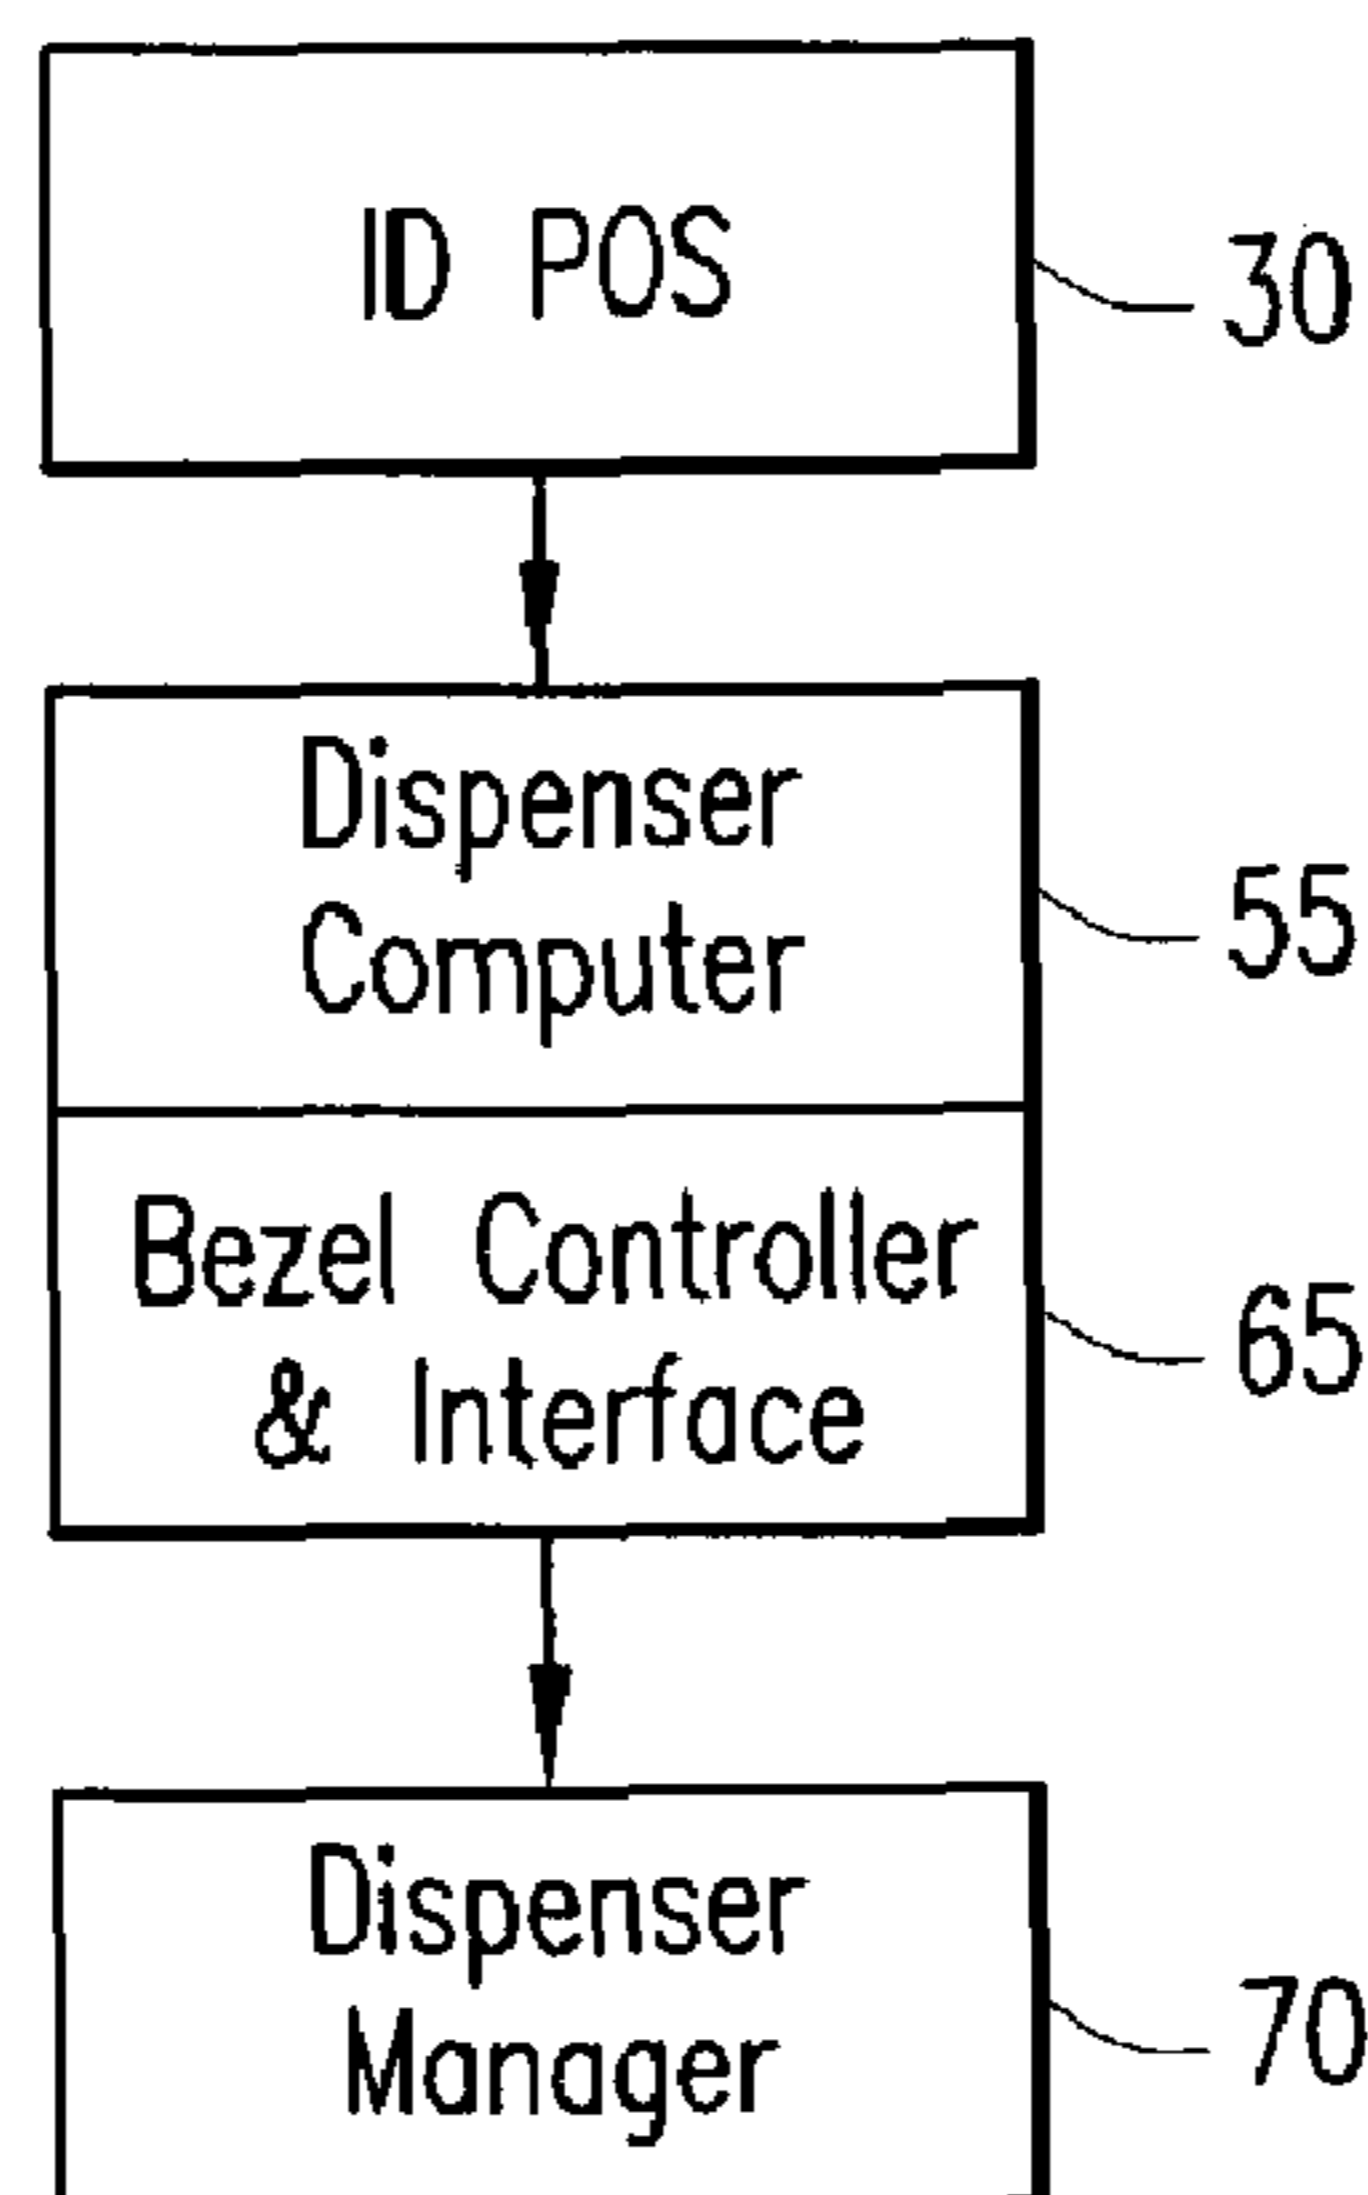 ID POS
30
Dispenser
Computer
55
Bezel Controller
& Interface
65
Dispenser
Manager
70